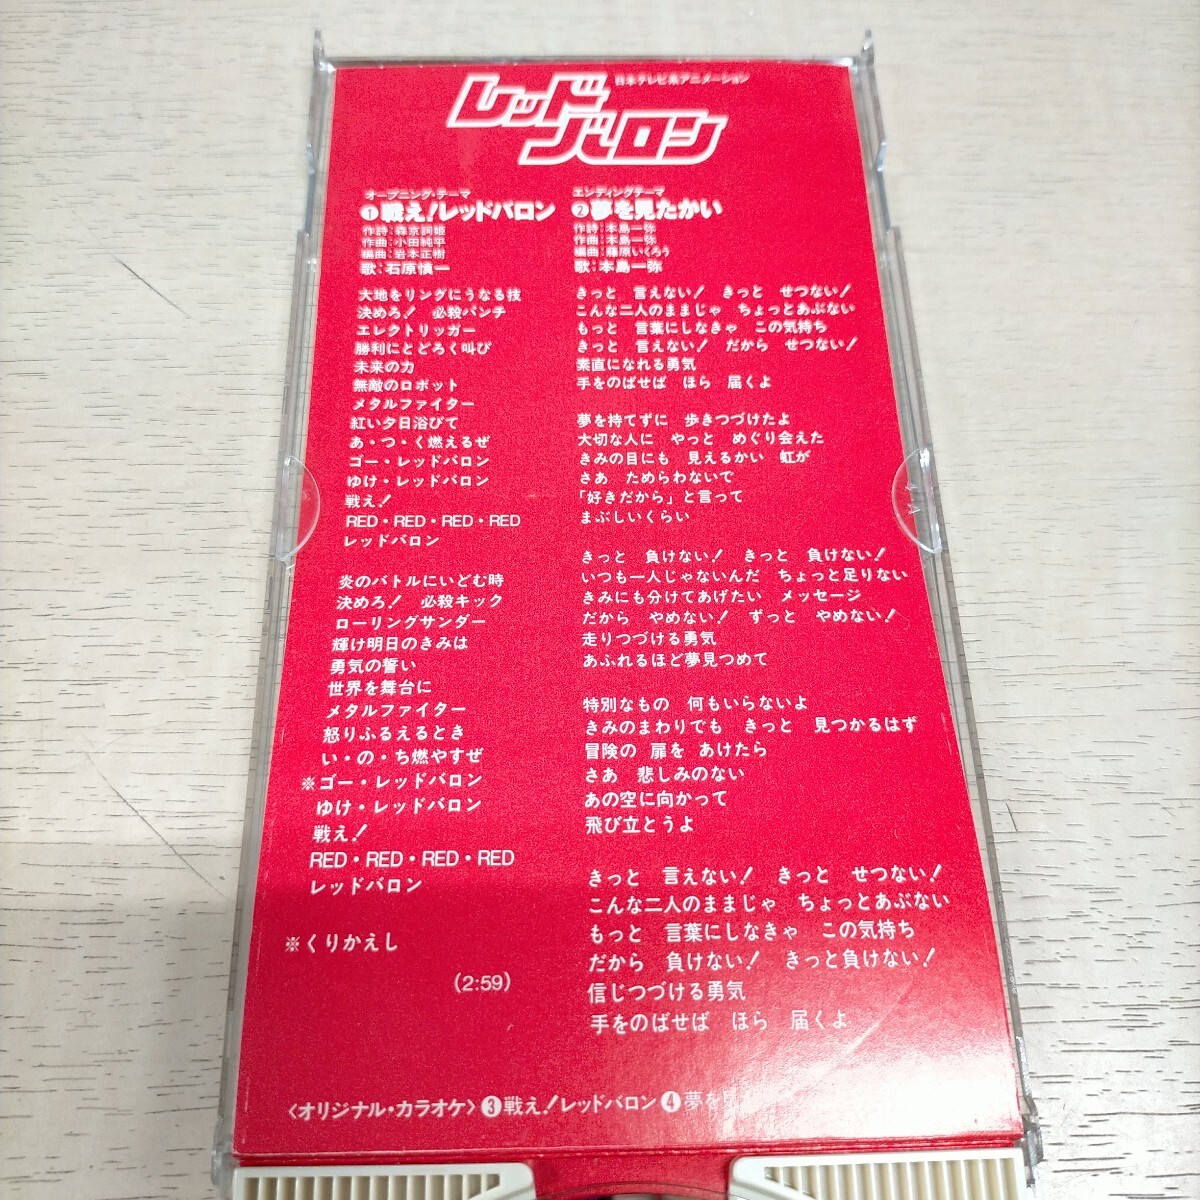 日本テレビ系アニメーション
レッド
バロン
オープニング・テーマ
❶戦え!レッドバロン
作詩:森京詞姫
作曲:小田純平
編曲:岩本正樹
歌:石原慎一
大地をリングにうなる技
決めろ! 必殺パンチ
エレクトリッガー
勝利にとどろく叫び
未来の力
無敵のロボット
メタルファイター
紅い夕日浴びて
あ・つ・く燃えるぜ
ゴー・レッドバロン
ゆけ・レッドバロン
戦え!
RED・RED・RED・RED
レッドバロン
炎のバトルにいどむ時
決めろ! 必殺キック
ローリングサンダー
輝け明日のきみは
勇気の誓い
世界を舞台に
メタルファイター
怒りふるえるとき
い・の・ち燃やすぜ
※ゴー・レッドバロン
ゆけ・レッドバロン
戦え!
RED・RED・RED・RED
レッドバロン
※くりかえし
(2:59)
エンディングテーマ
❷夢を見たかい
作詩:本島一弥
作曲:本島一弥
編曲:藤原いくろう
歌:本島一弥
きっと 言えない! きっと せつない!
こんな二人のままじゃ ちょっとあぶない
もっと 言葉にしなきゃ この気持ち
きっと 言えない! だから せつない!
素直になれる勇気
手をのばせば ほら 届くよ
夢を持てずに 歩きつづけたよ
大切な人に やっと めぐり会えた
きみの目にも 見えるかい 虹が
さあ ためらわないで
「好きだから」と言って
まぶしいくらい
きっと 負けない! きっと 負けない!
いつも一人じゃないんだ ちょっと足りない
きみにも分けてあげたい メッセージ
だから やめない! ずっと やめない!
走りつづける勇気
あふれるほど夢見つめて
特別なもの 何もいらないよ
きみのまわりでも きっと 見つかるはず
冒険の 扉を あけたら
さあ 悲しみのない
あの空に向かって
飛び立とうよ
きっと 言えない! きっと せつない!
こんな二人のままじゃ ちょっとあぶない
もっと 言葉にしなきゃ この気持ち
だから 負けない! きっと負けない!
信じつづける勇気
手をのばせば ほら 届くよ
〈オリジナル・カラオケ〉❸戦え!レッドバロン❹夢を見